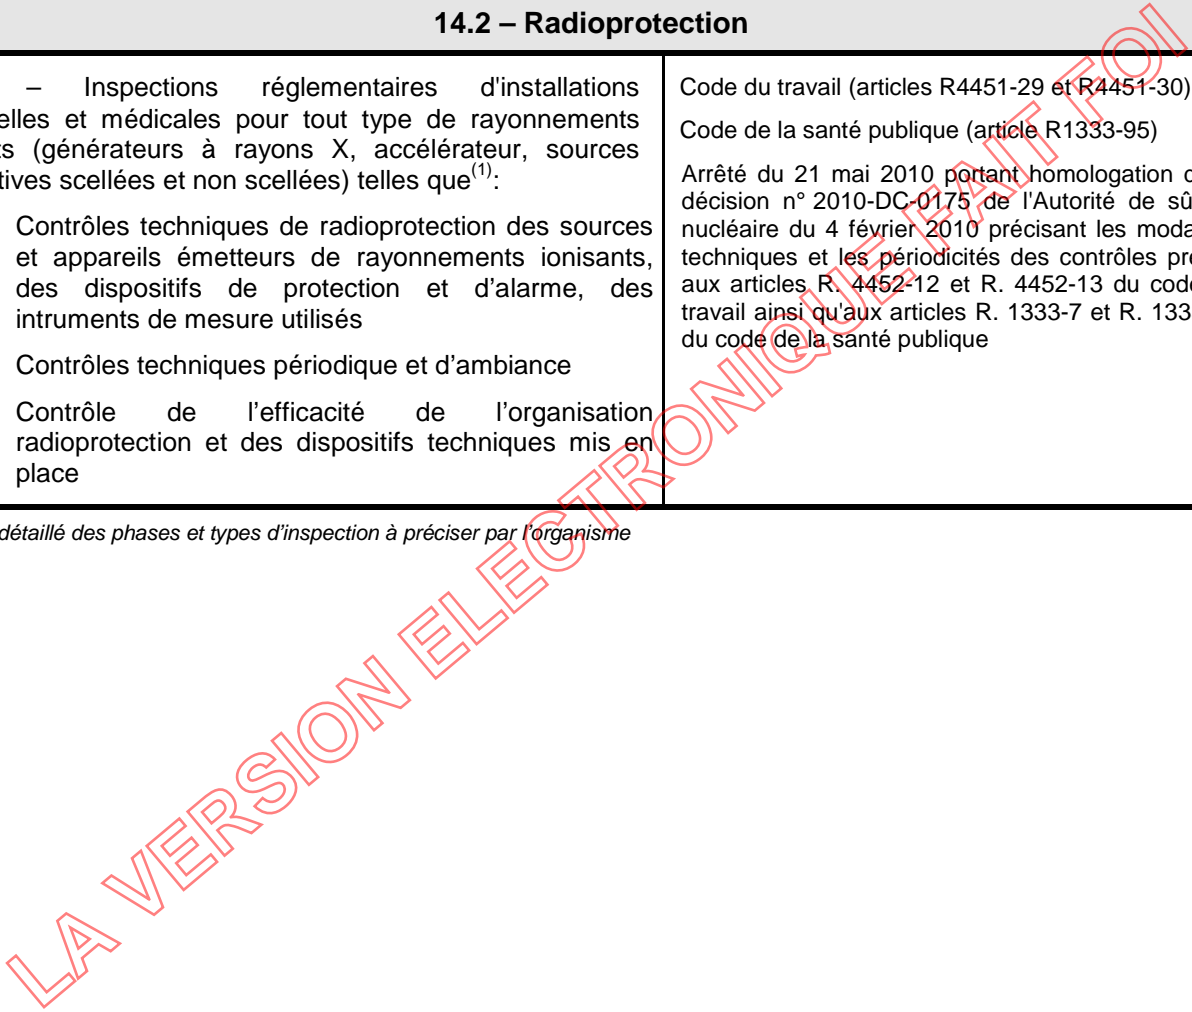 14.2 – Radioprotection
– Inspections réglementaires d'installations
elles et médicales pour tout type de rayonnements
ts (générateurs à rayons X, accélérateur, sources
tives scellées et non scellées) telles que(1):
Contrôles techniques de radioprotection des sources
et appareils émetteurs de rayonnements ionisants,
des dispositifs de protection et d’alarme, des
intruments de mesure utilisés
Contrôles techniques périodique et d’ambiance
Contrôle de l’efficacité de l’organisation
radioprotection et des dispositifs techniques mis en
place
Code du travail (articles R4451-29 et R4451-30)
Code de la santé publique (article R1333-95)
Arrêté du 21 mai 2010 portant homologation d
décision n° 2010-DC-0175 de l'Autorité de sû
nucléaire du 4 février 2010 précisant les moda
techniques et les périodicités des contrôles pré
aux articles R. 4452-12 et R. 4452-13 du code
travail ainsi qu'aux articles R. 1333-7 et R. 133
du code de la santé publique
détaillé des phases et types d’inspection à préciser par l’organisme
LA VERSION ELECTRONIQUE FAIT FOI